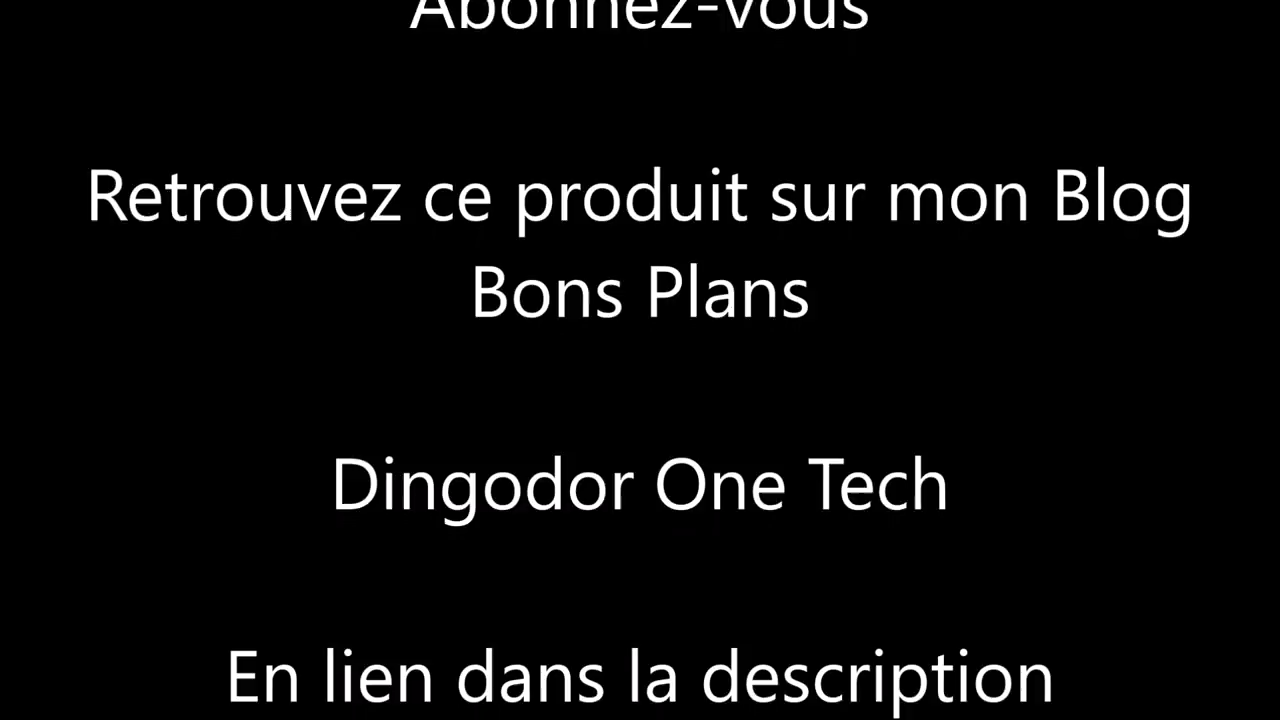 Abonnez-vous
Retrouvez ce produit sur mon Blog
Bons Plans
Dingodor One Tech
En lien dans la description